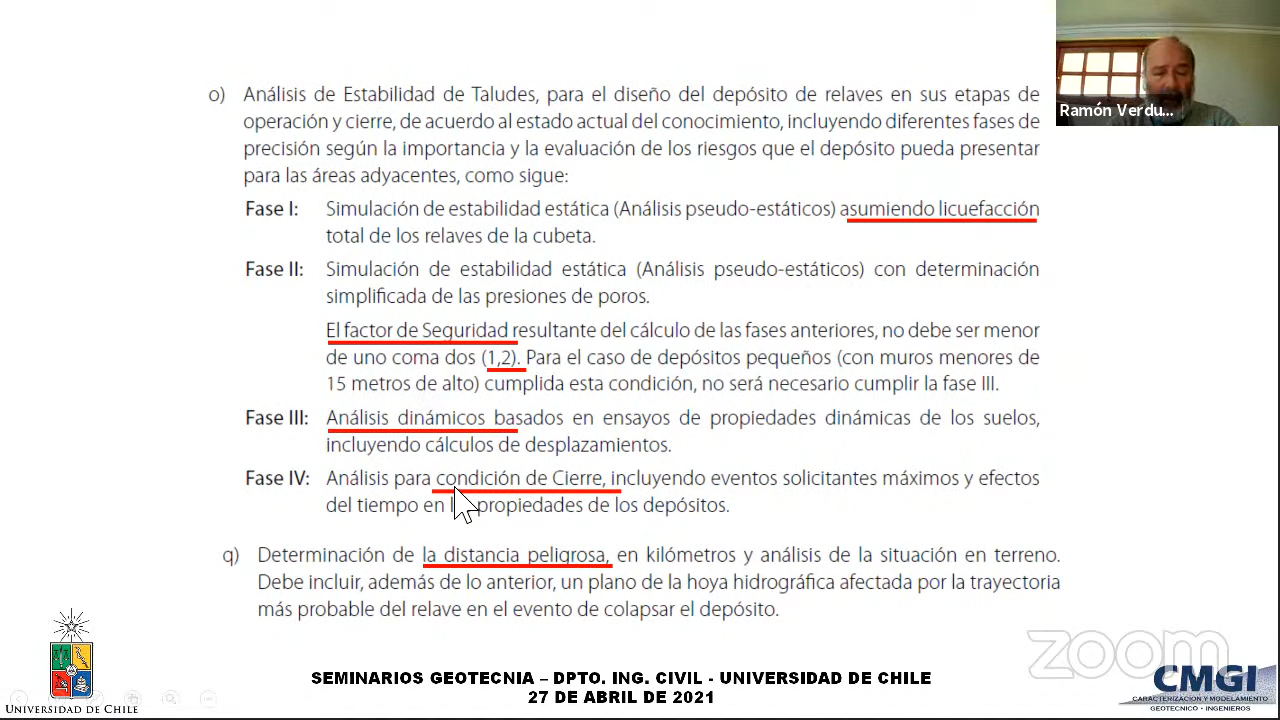 Ramón Verdu...
o) Análisis de Estabilidad de Taludes, para el diseño del depósito de relaves en sus etapas de
operación y cierre, de acuerdo al estado actual del conocimiento, incluyendo diferentes fases de
precisión según la importancia y la evaluación de los riesgos que el depósito pueda presentar
para las áreas adyacentes, como sigue:
Fase I: Simulación de estabilidad estática (Análisis pseudo-estáticos) asumiendo licuefacción
total de los relaves de la cubeta.
Fase II: Simulación de estabilidad estática (Análisis pseudo-estáticos) con determinación
simplificada de las presiones de poros.
El factor de Seguridad resultante del cálculo de las fases anteriores, no debe ser menor
de uno coma dos (1,2). Para el caso de depósitos pequeños (con muros menores de
15 metros de alto) cumplida esta condición, no será necesario cumplir la fase III.
Fase III: Análisis dinámicos basados en ensayos de propiedades dinámicas de los suelos,
incluyendo cálculos de desplazamientos.
Fase IV: Análisis para condición de Cierre, incluyendo eventos solicitantes máximos y efectos
del tiempo en propiedades de los depósitos.
q) Determinación de la distancia peligrosa, en kilómetros y análisis de la situación en terreno.
Debe incluir, además de lo anterior, un plano de la hoya hidrográfica afectada por la trayectoria
más probable del relave en el evento de colapsar el depósito.
zoom
SEMINARIOS GEOTECNIA – DPTO. ING. CIVIL - UNIVERSIDAD DE CHILE
27 DE ABRIL DE 2021
UNIVERSIDAD DE CHILE
CMGI
CARACTERIZACION Y MODELAMIENTO
GEOTECNICO • INGENIEROS